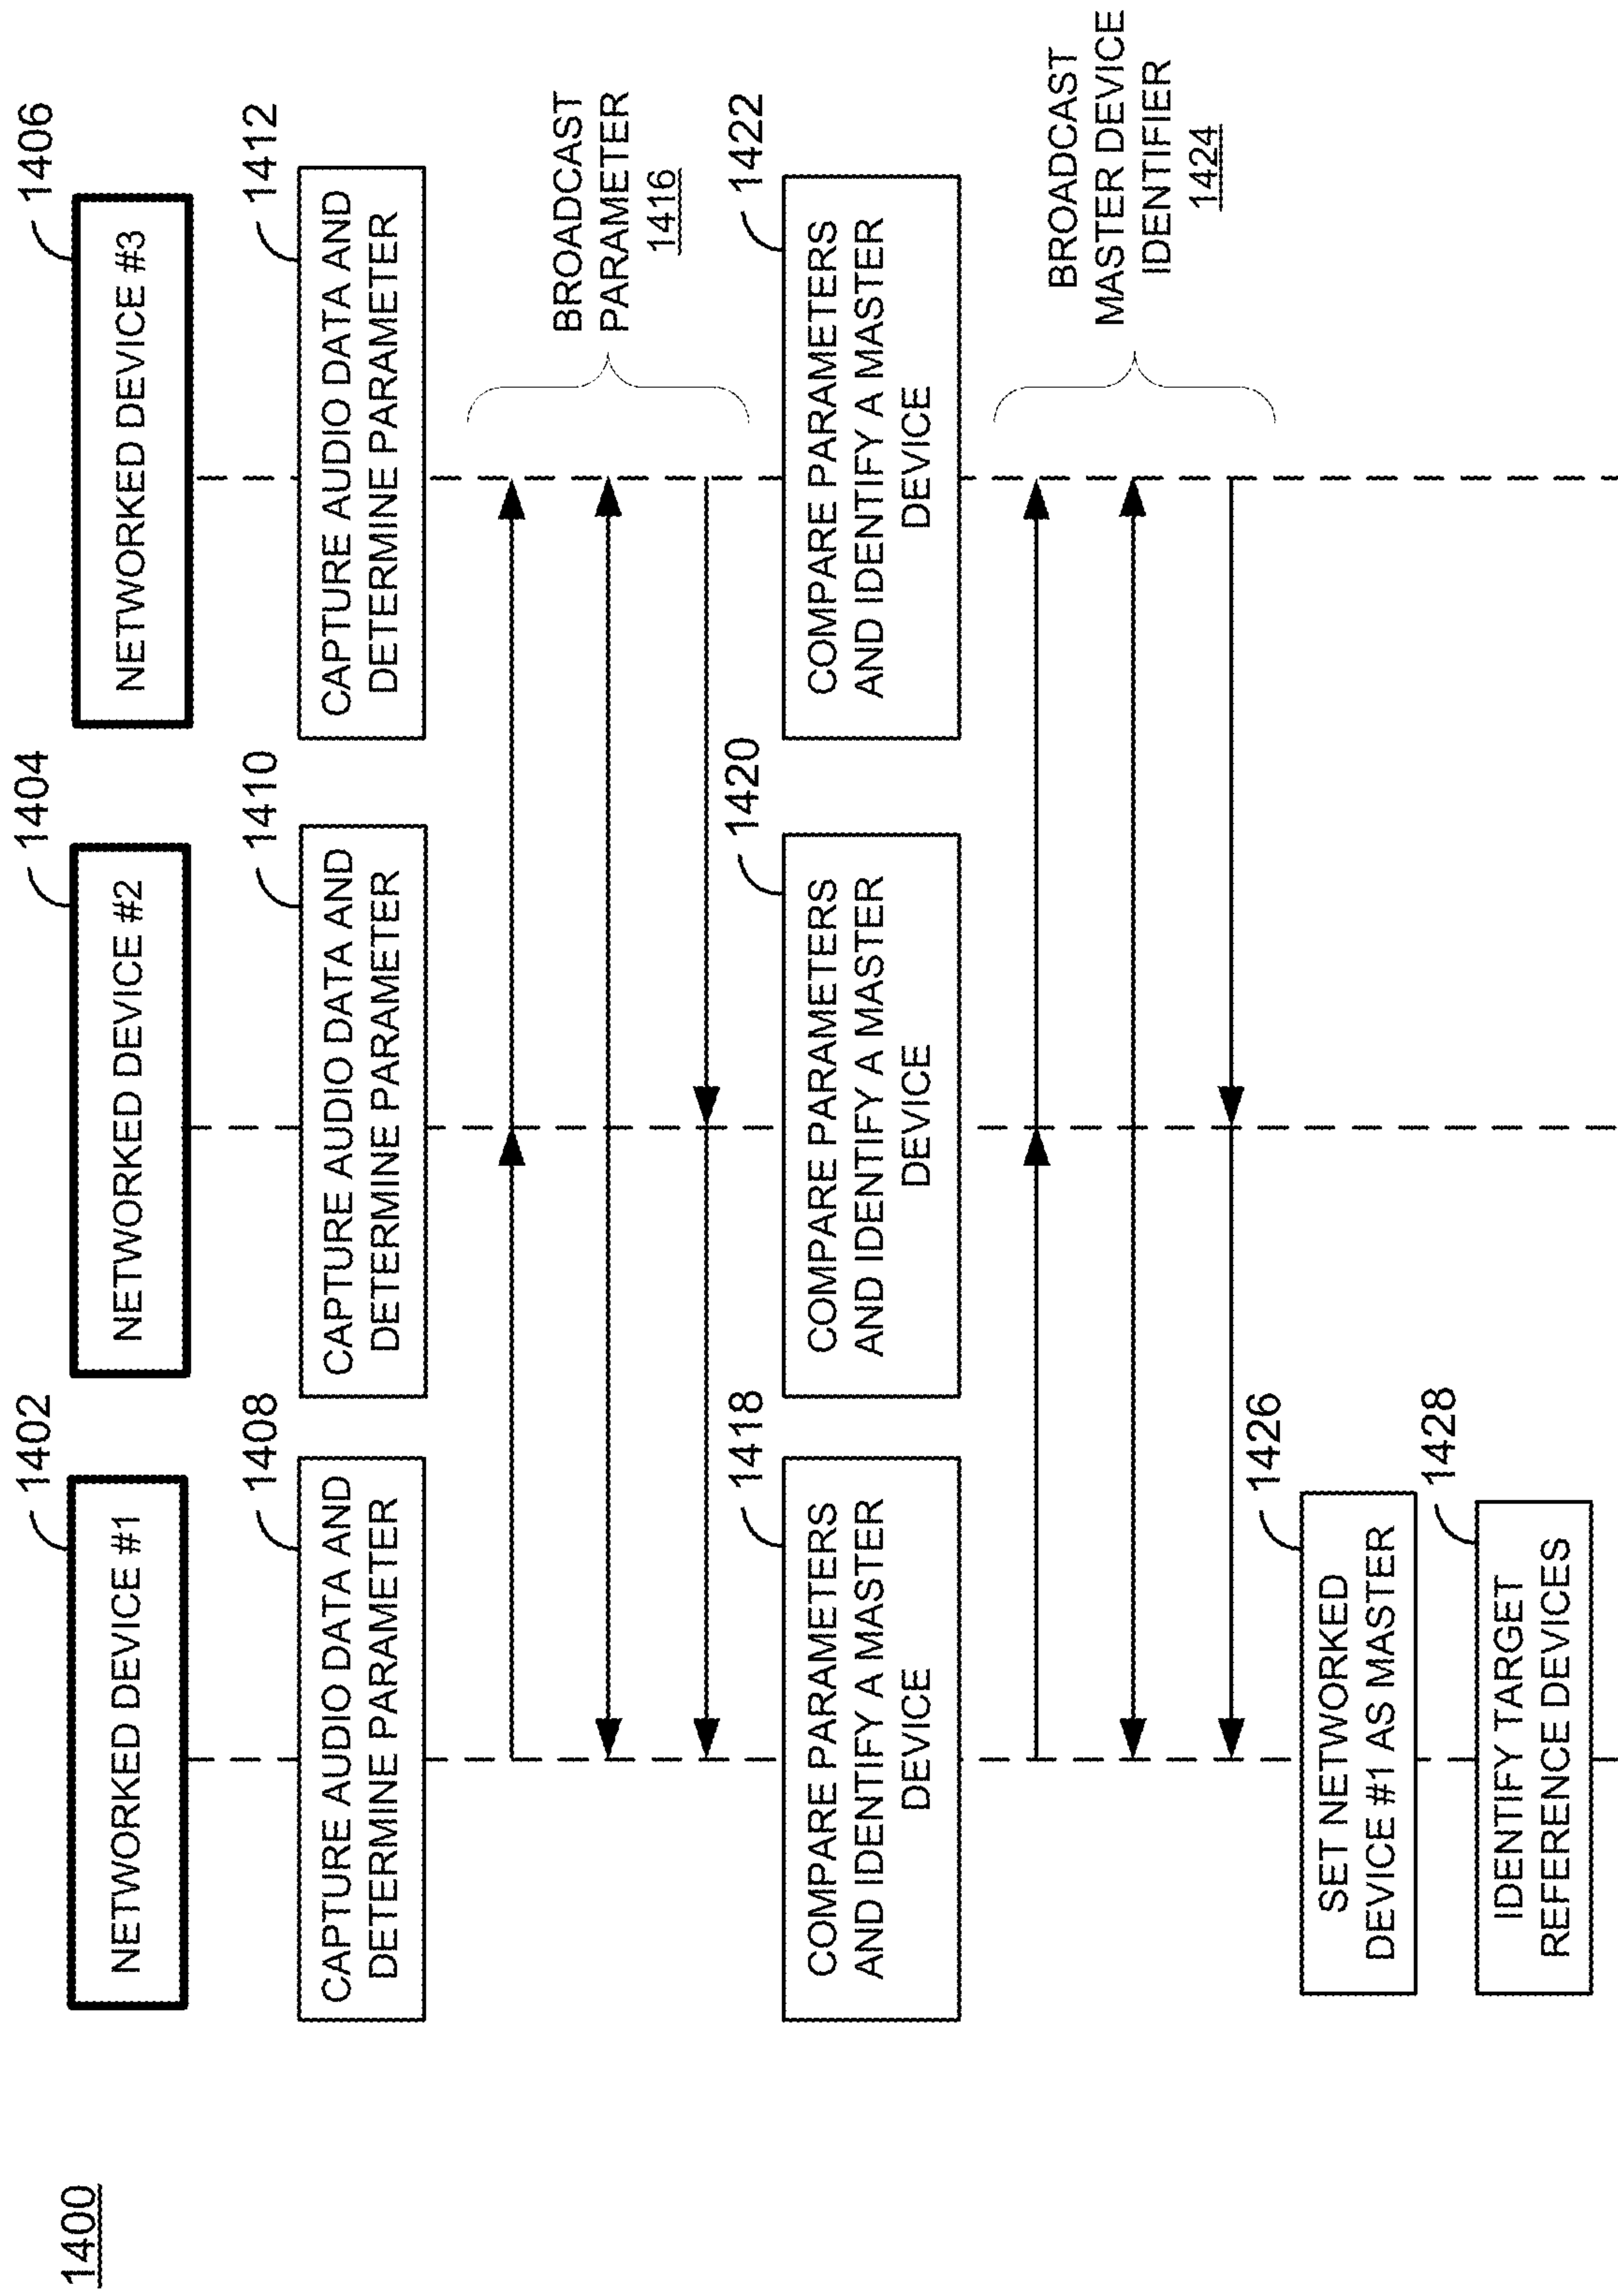 1400
1402
NETWORKED DEVICE #1
1404
NETWORKED DEVICE #2
1406
NETWORKED DEVICE #3
1408
CAPTURE AUDIO DATA AND
DETERMINE PARAMETER
1410
CAPTURE AUDIO DATA AND
DETERMINE PARAMETER
1412
CAPTURE AUDIO DATA AND
DETERMINE PARAMETER
BROADCAST
PARAMETER
1416
1418
COMPARE PARAMETERS
AND IDENTIFY A MASTER
DEVICE
1420
COMPARE PARAMETERS
AND IDENTIFY A MASTER
DEVICE
1422
COMPARE PARAMETERS
AND IDENTIFY A MASTER
DEVICE
BROADCAST
MASTER DEVICE
IDENTIFIER
1424
1426
SET NETWORKED
DEVICE #1 AS MASTER
1428
IDENTIFY TARGET
REFERENCE DEVICES